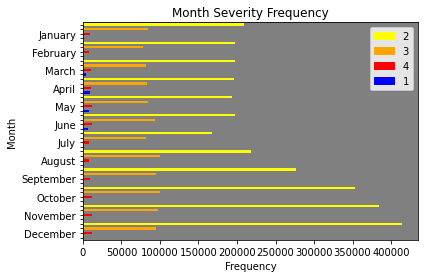 Month Severity Frequency
2
3
4
1
Month
January
February
March
April
May
June
July
August
September
October
November
December
0 50000 100000 150000 200000 250000 300000 350000 400000
Frequency